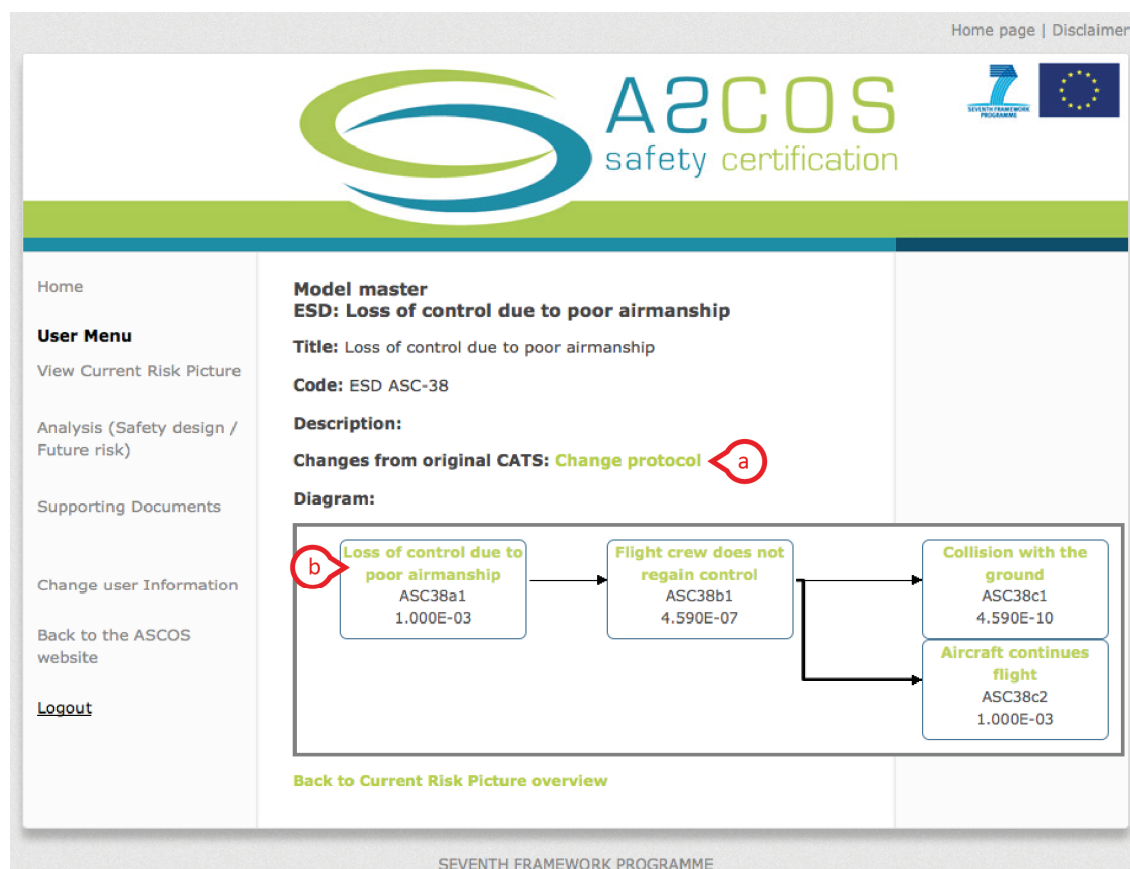 Home page | Disclaimer
ASCOS
safety certification
7
SEVENTH FRAMEWORK
PROGRAMME
Home
User Menu
View Current Risk Picture
Analysis (Safety design /
Future risk)
Supporting Documents
Change user Information
Back to the ASCOS
website
Logout
Model master
ESD: Loss of control due to poor airmanship
Title: Loss of control due to poor airmanship
Code: ESD ASC-38
Description:
Changes from original CATS: Change protocol
a
Diagram:
b
Loss of control due to
poor airmanship
ASC38a1
1.000E-03
Flight crew does not
regain control
ASC38b1
4.590E-07
Collision with the
ground
ASC38c1
4.590E-10
Aircraft continues
flight
ASC38c2
1.000E-03
Back to Current Risk Picture overview
SEVENTH FRAMEWORK PROGRAMME